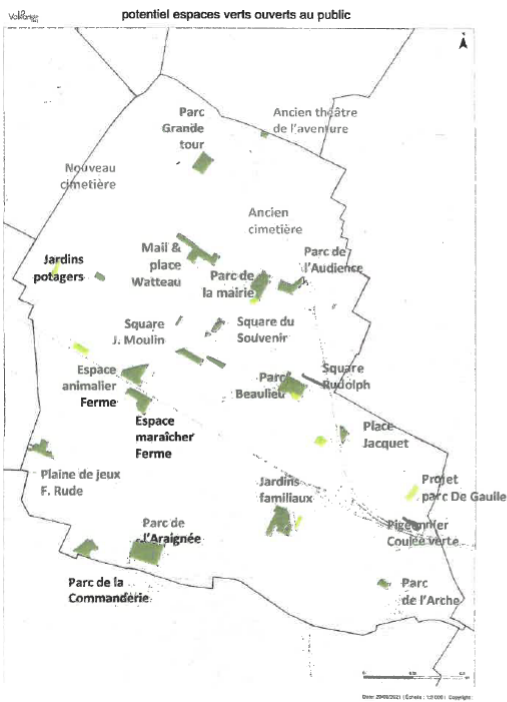 potentiel espaces verts ouverts au public
Parc
Grande
tour
Ancien théâtre
de l'aventure
Nouveau
cimetière
Ancien
cimetière
Mail &
place
Watteau
Parc de
l'Audience
Jardins
potagers
Parc de
la mairie
Square
J. Moulin
Square du
Souvenir
Espace
animalier
Ferme
Parc
Beaulieu
Square
Rudolph
Espace
maraîcher
Ferme
Place
Jacquet
Plaine de jeux
F. Rude
Jardins
familiaux
Projet
parc De Gaulle
Parc de
l'Araignée
Pigeonnier
Coulée verte
Parc de la
Commanderie
Parc
de l'Arche